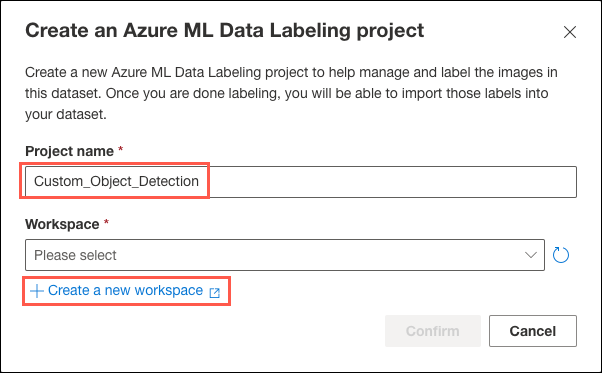 Create an Azure ML Data Labeling project
Create a new Azure ML Data Labeling project to help manage and label the images in
this dataset. Once you are done labeling, you will be able to import those labels into
your dataset.
Project name *
Custom_Object_Detection
Workspace *
Please select
Create a new workspace
Confirm Cancel